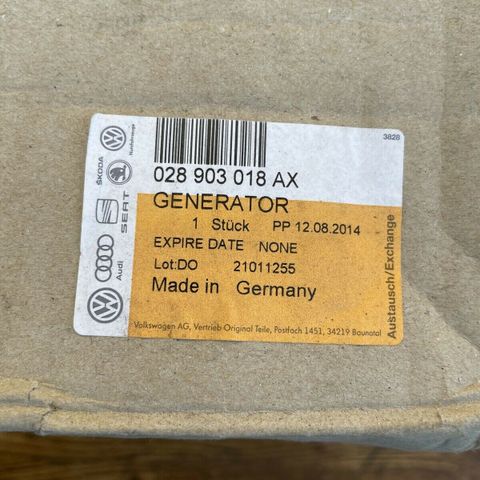 3828
028 903 018 AX
GENERATOR
1 Stück PP 12.08.2014
EXPIRE DATE NONE
Lot:DO 21011255
Made in Germany
Volkswagen AG, Vertrieb Original Teile, Postfach 1451, 34219 Baunatal
Austausch/Exchange
Nutzfahrzeuge
ŠKODA
SEAT
Audi